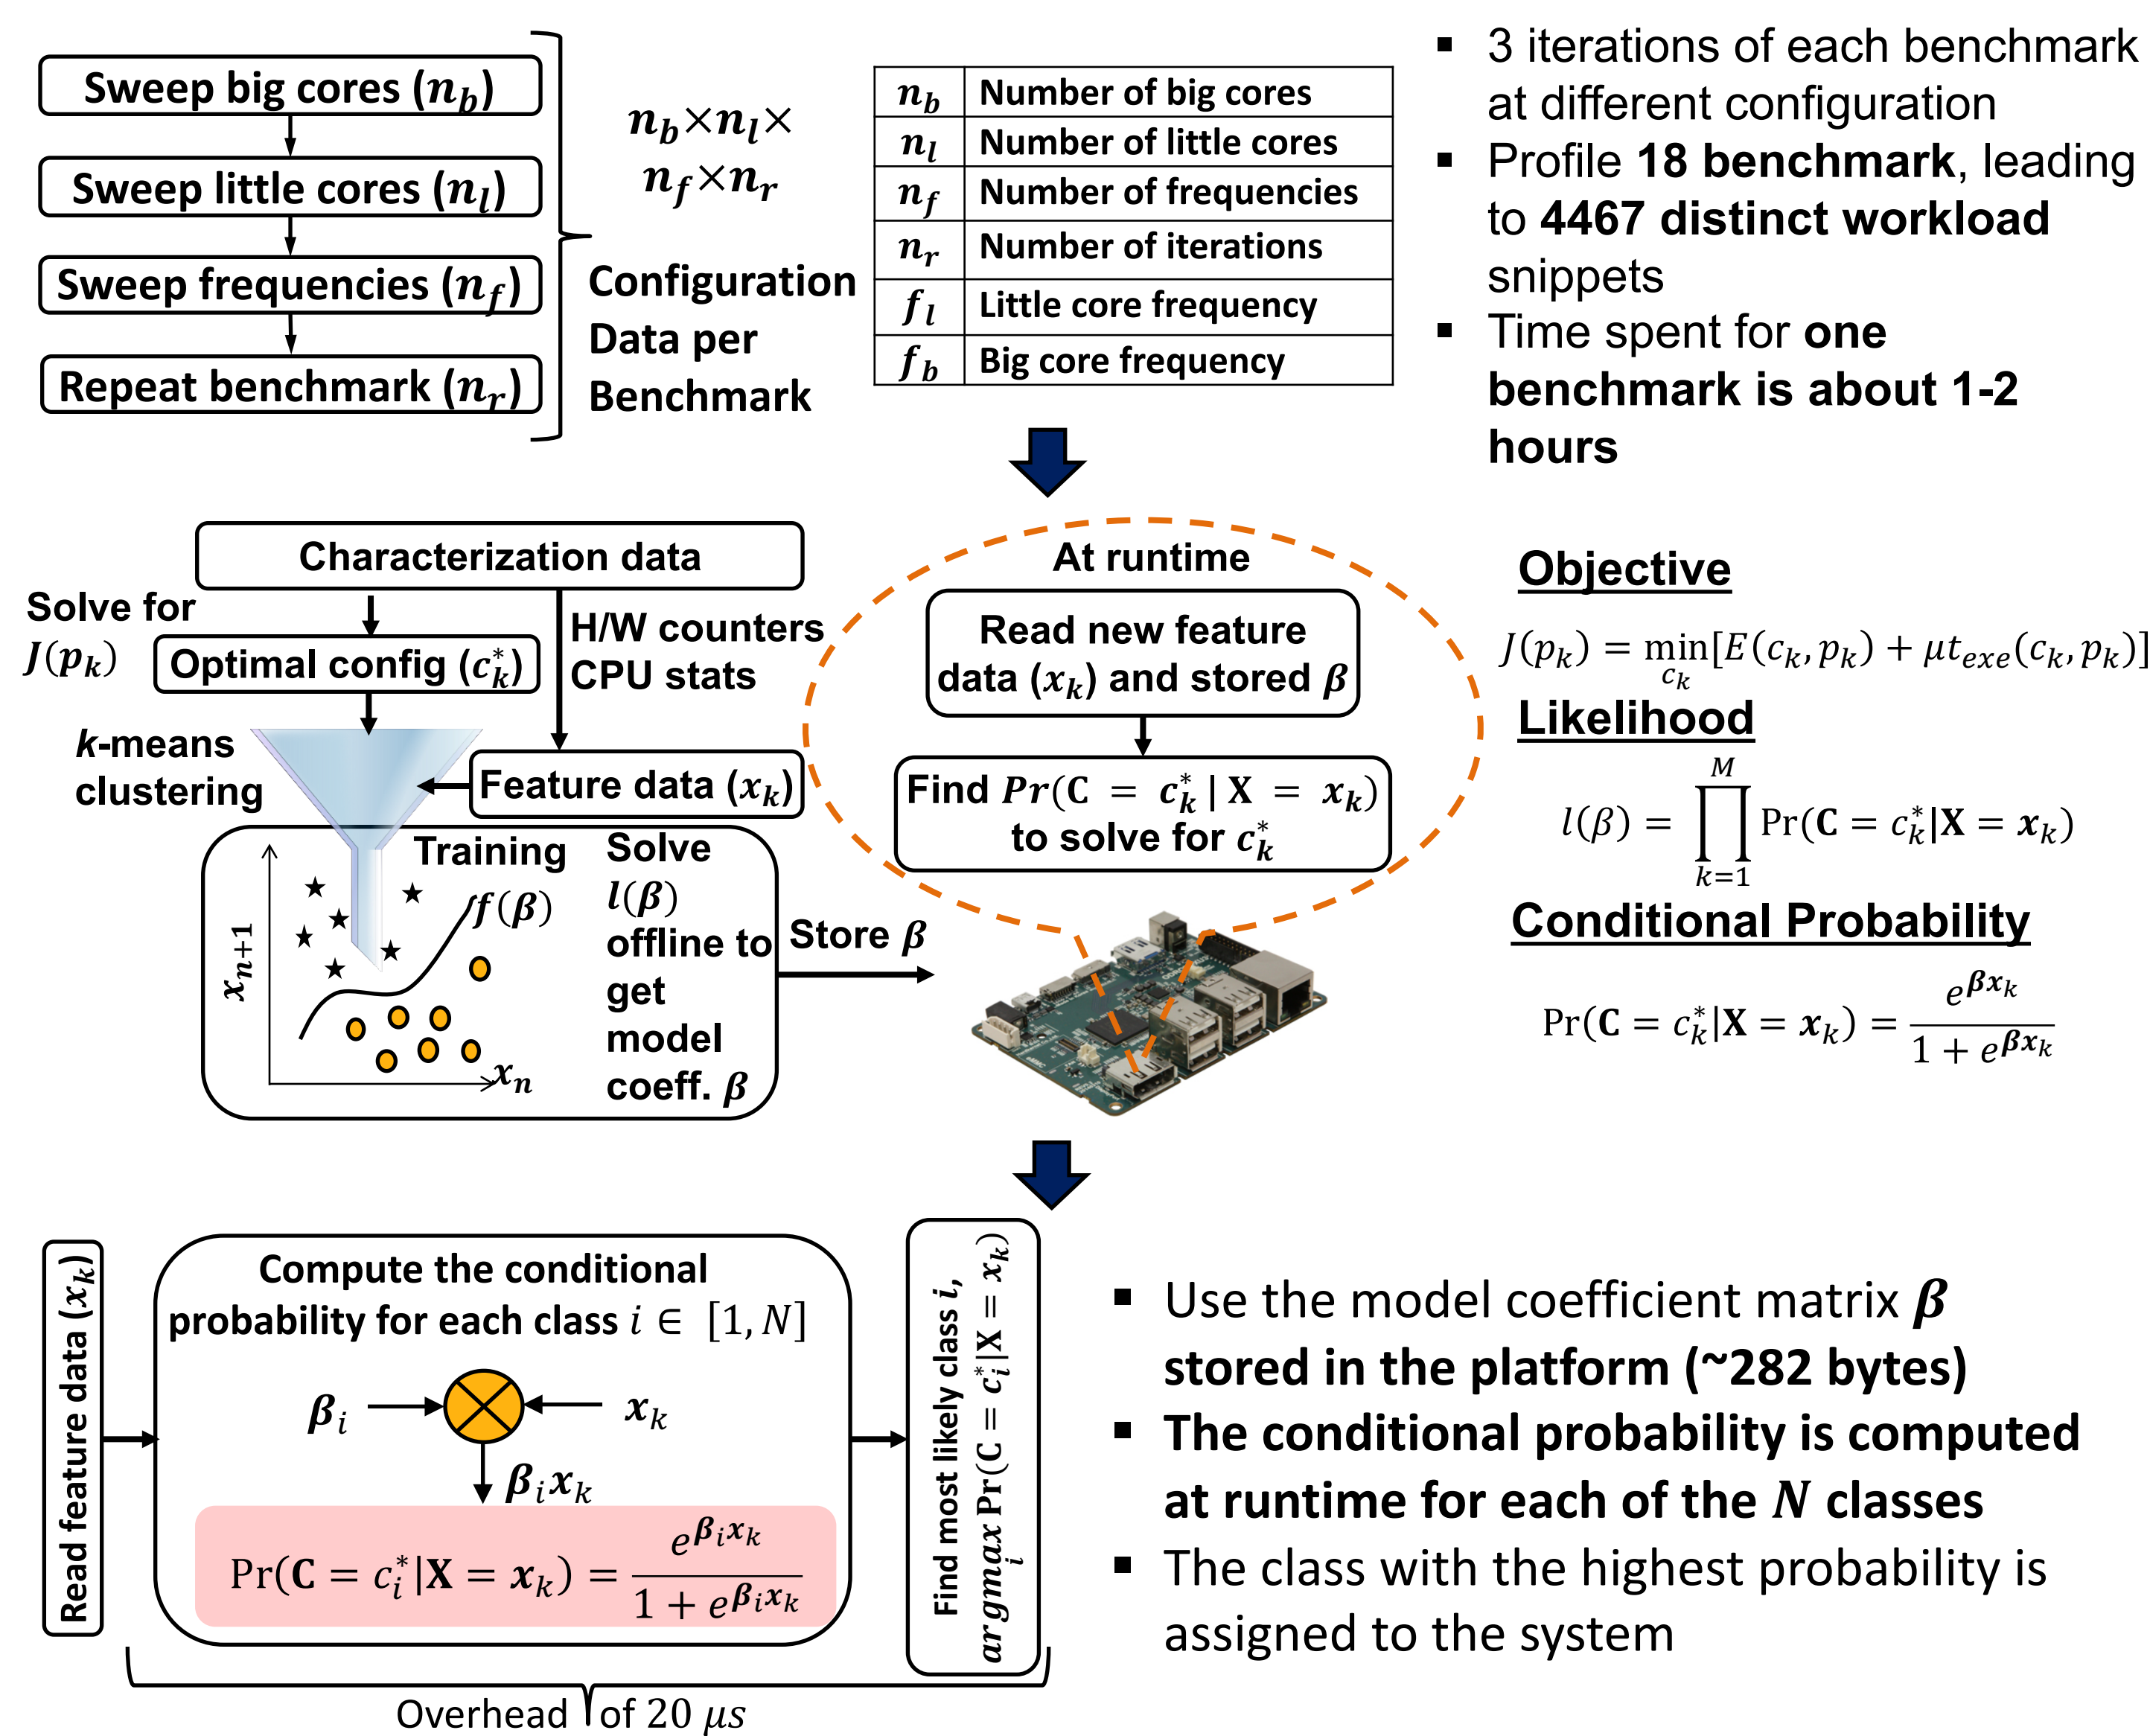 Sweep big cores (n_b)
Sweep little cores (n_l)
Sweep frequencies (n_f)
Repeat benchmark (n_r)
n_b×n_l×
n_f×n_r
Configuration
Data per
Benchmark
n_b Number of big cores
n_l Number of little cores
n_f Number of frequencies
n_r Number of iterations
f_l Little core frequency
f_b Big core frequency
▪ 3 iterations of each benchmark
at different configuration
▪ Profile 18 benchmark, leading
to 4467 distinct workload
snippets
▪ Time spent for one
benchmark is about 1-2
hours
Characterization data
Solve for
J(p_k)
Optimal config (c_k^*)
H/W counters
CPU stats
k-means
clustering
Feature data (x_k)
Training
f(β)
x_{n+1}
x_n
Solve
l(β)
offline to
get
model
coeff. β
Store β
At runtime
Read new feature
data (x_k) and stored β
Find Pr(C = c_k^* | X = x_k)
to solve for c_k^*
Objective
J(p_k) = min_{c_k}[E(c_k, p_k) + μt_{exe}(c_k, p_k)]
Likelihood
l(β) = ∏_{k=1}^{M} Pr(C = c_k^*|X = x_k)
Conditional Probability
Pr(C = c_k^*|X = x_k) = e^{βx_k} / (1 + e^{βx_k})
Read feature data (x_k)
Compute the conditional
probability for each class i ∈ [1, N]
β_i
x_k
β_i x_k
Pr(C = c_i^*|X = x_k) = e^{β_i x_k} / (1 + e^{β_i x_k})
Find most likely class i,
argmax_i Pr(C = c_i^*|X = x_k)
Overhead of 20 μs
▪ Use the model coefficient matrix β
stored in the platform (~282 bytes)
▪ The conditional probability is computed
at runtime for each of the N classes
▪ The class with the highest probability is
assigned to the system